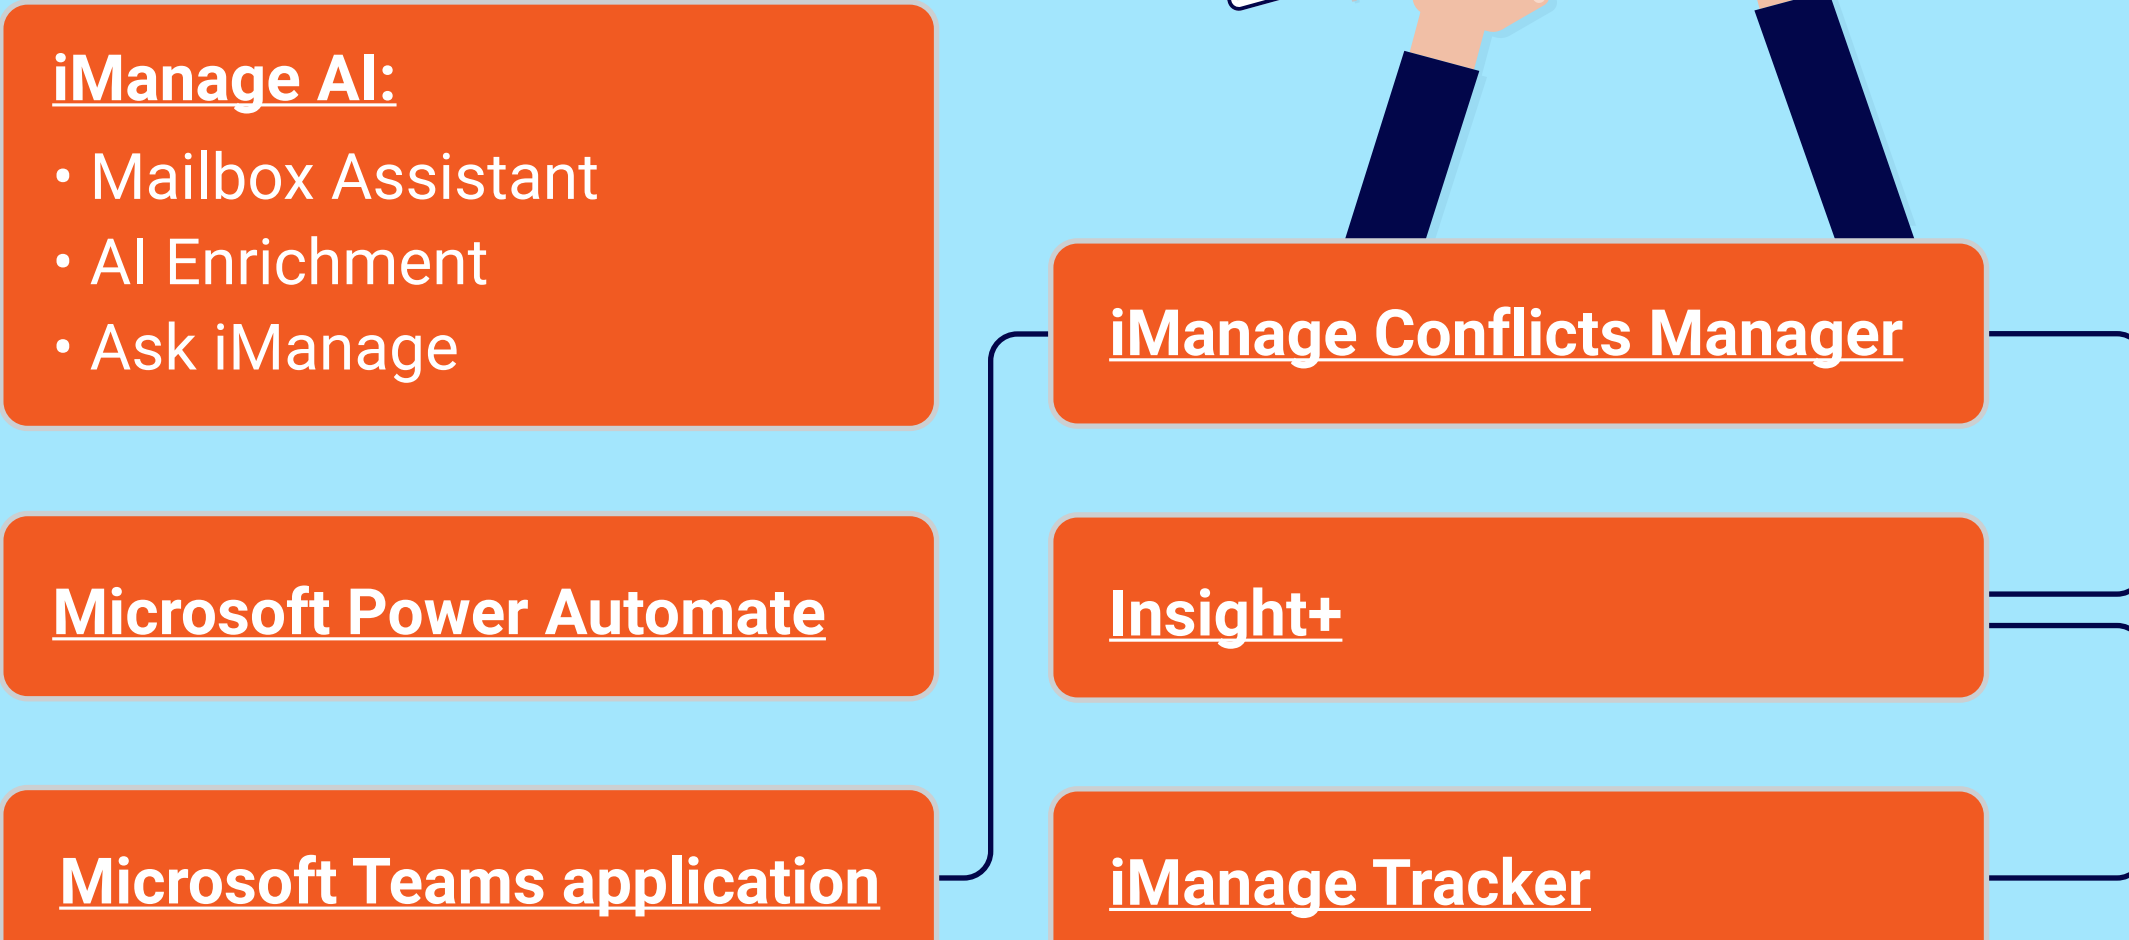 iManage AI:
• Mailbox Assistant
• AI Enrichment
• Ask iManage
Microsoft Power Automate
Microsoft Teams application
iManage Conflicts Manager
Insight+
iManage Tracker